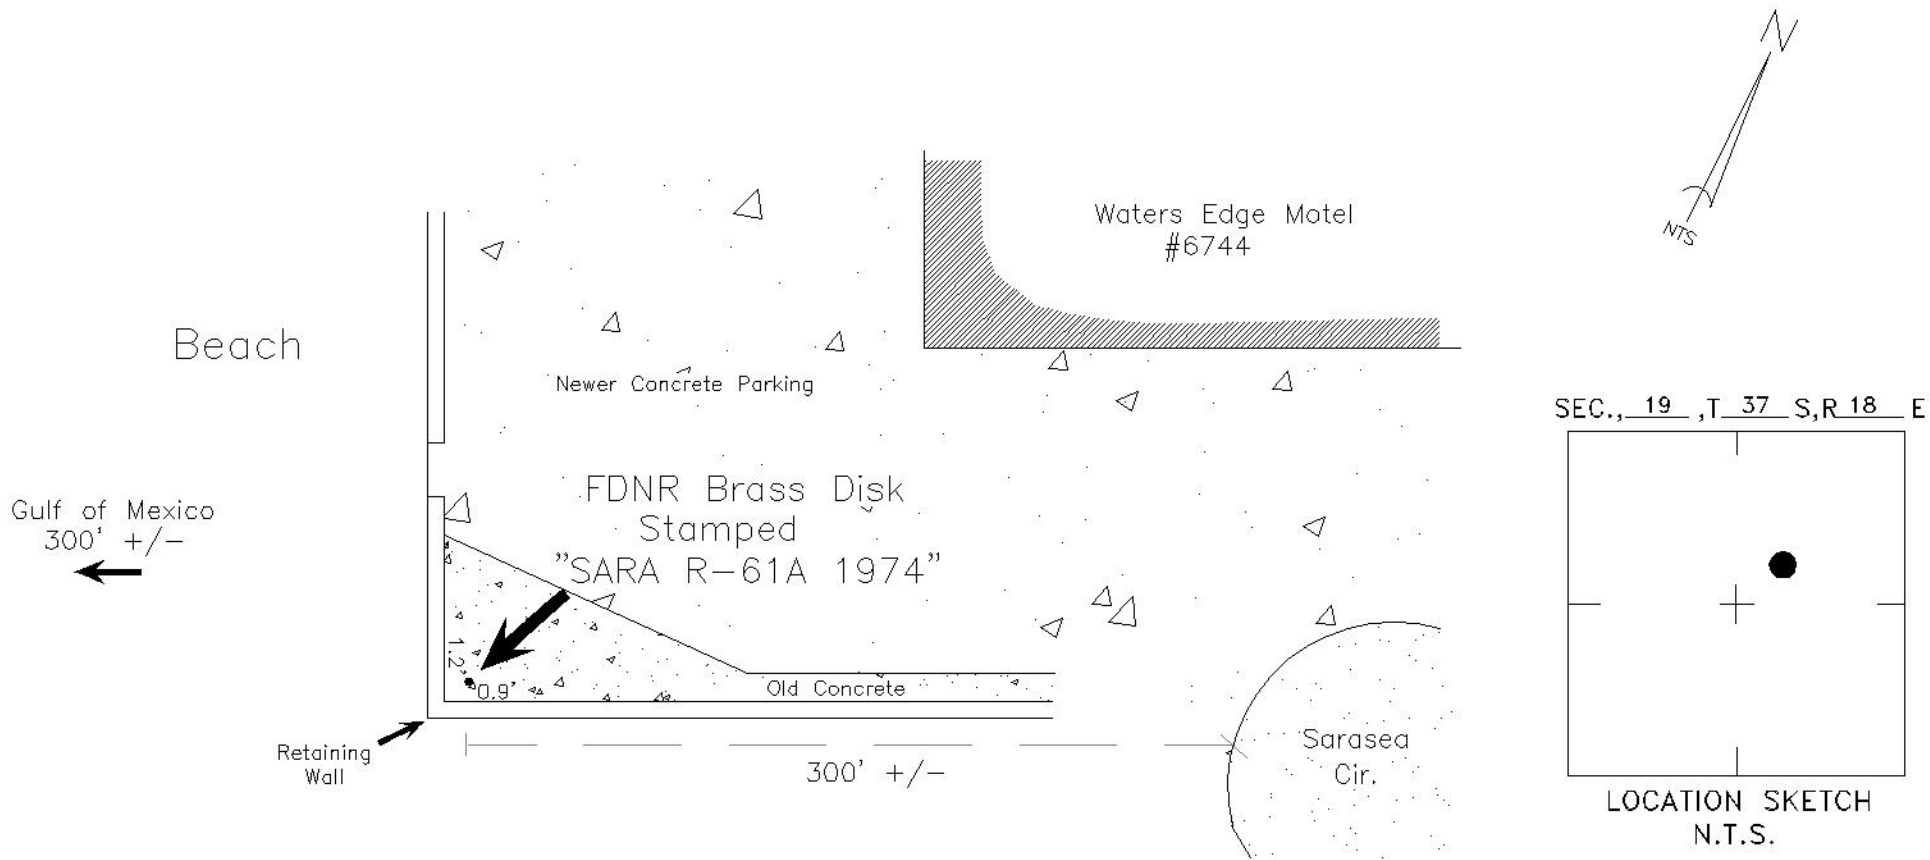 N
NTS
Waters Edge Motel
#6744
Beach
Newer Concrete Parking
SEC., 19 ,T 37 S,R 18 E
FDNR Brass Disk
Stamped
"SARA R-61A 1974"
Gulf of Mexico
300' +/-
1.2'
0.9'
Old Concrete
Retaining
Wall
300' +/-
Sarasea
Cir.
LOCATION SKETCH
N.T.S.